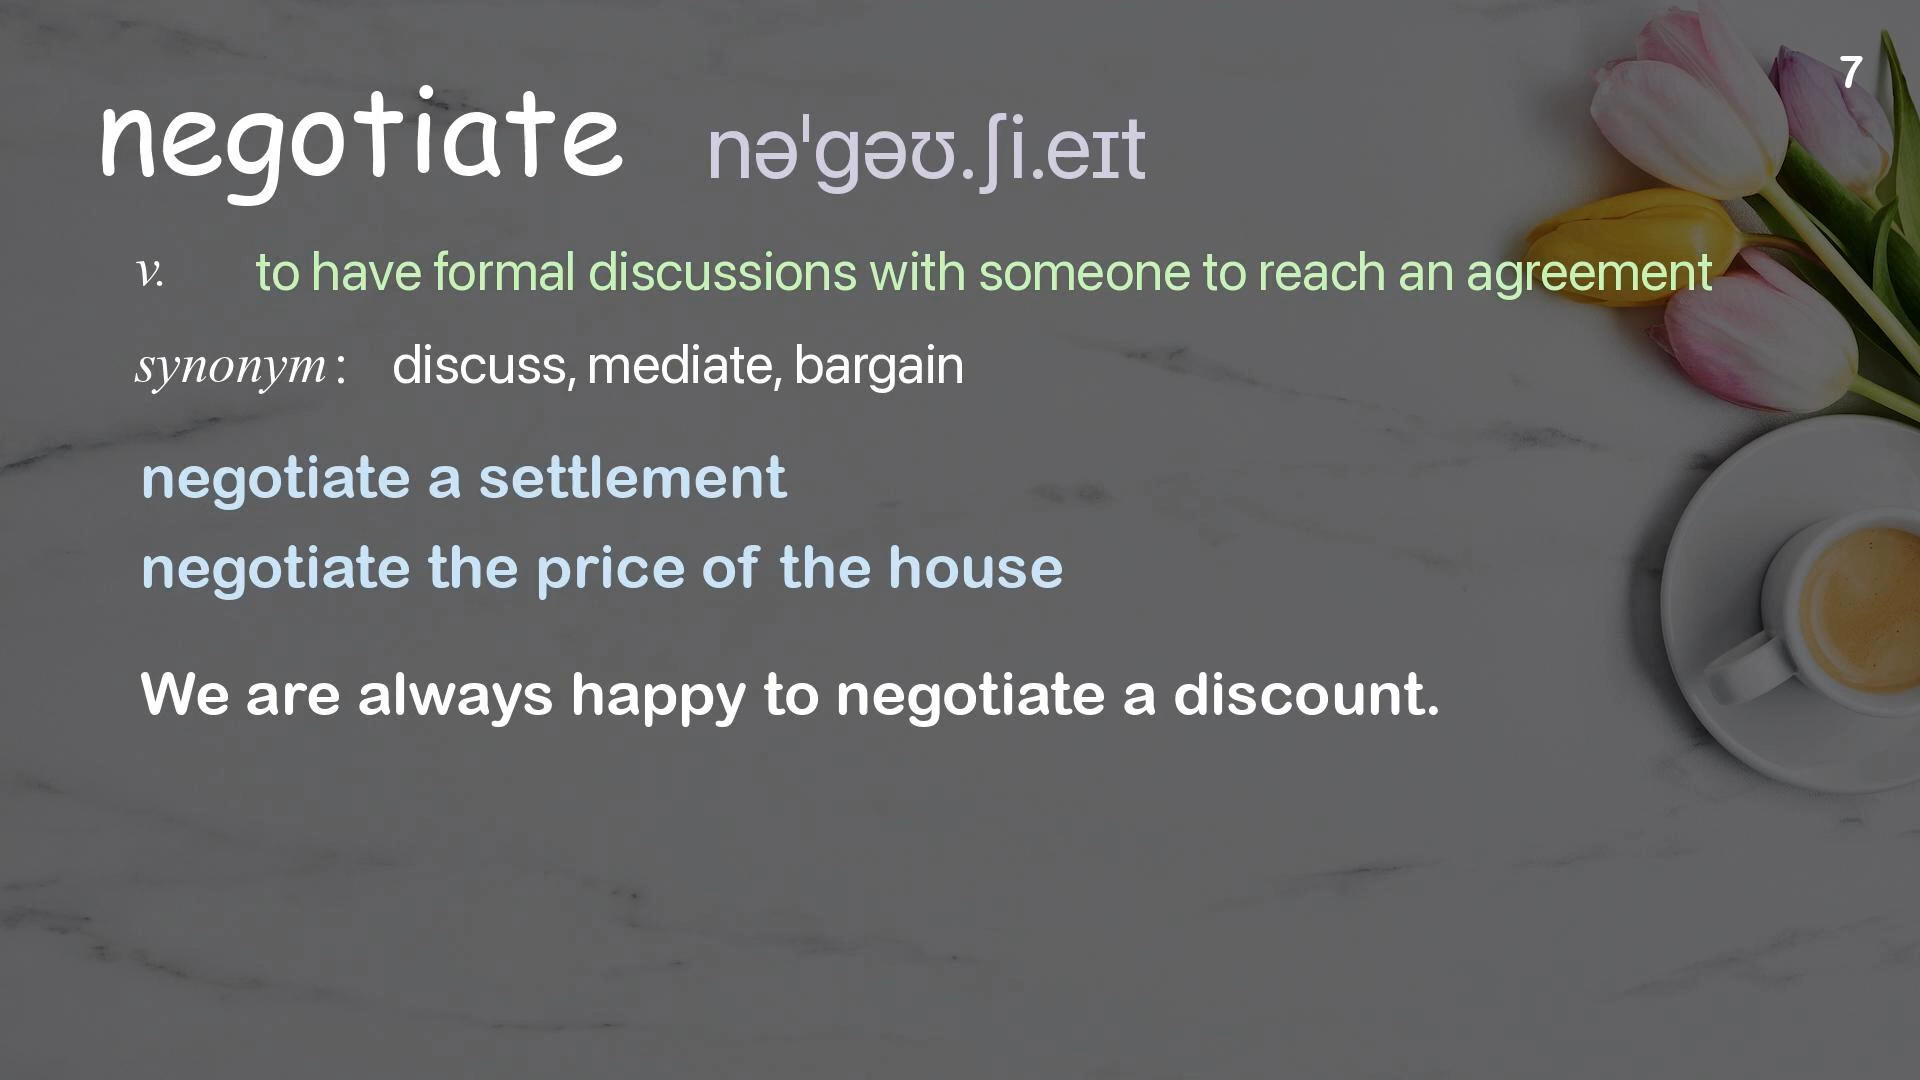 7
negotiate nəˈɡəʊ.ʃi.eɪt
v. to have formal discussions with someone to reach an agreement
synonym: discuss, mediate, bargain
negotiate a settlement
negotiate the price of the house
We are always happy to negotiate a discount.